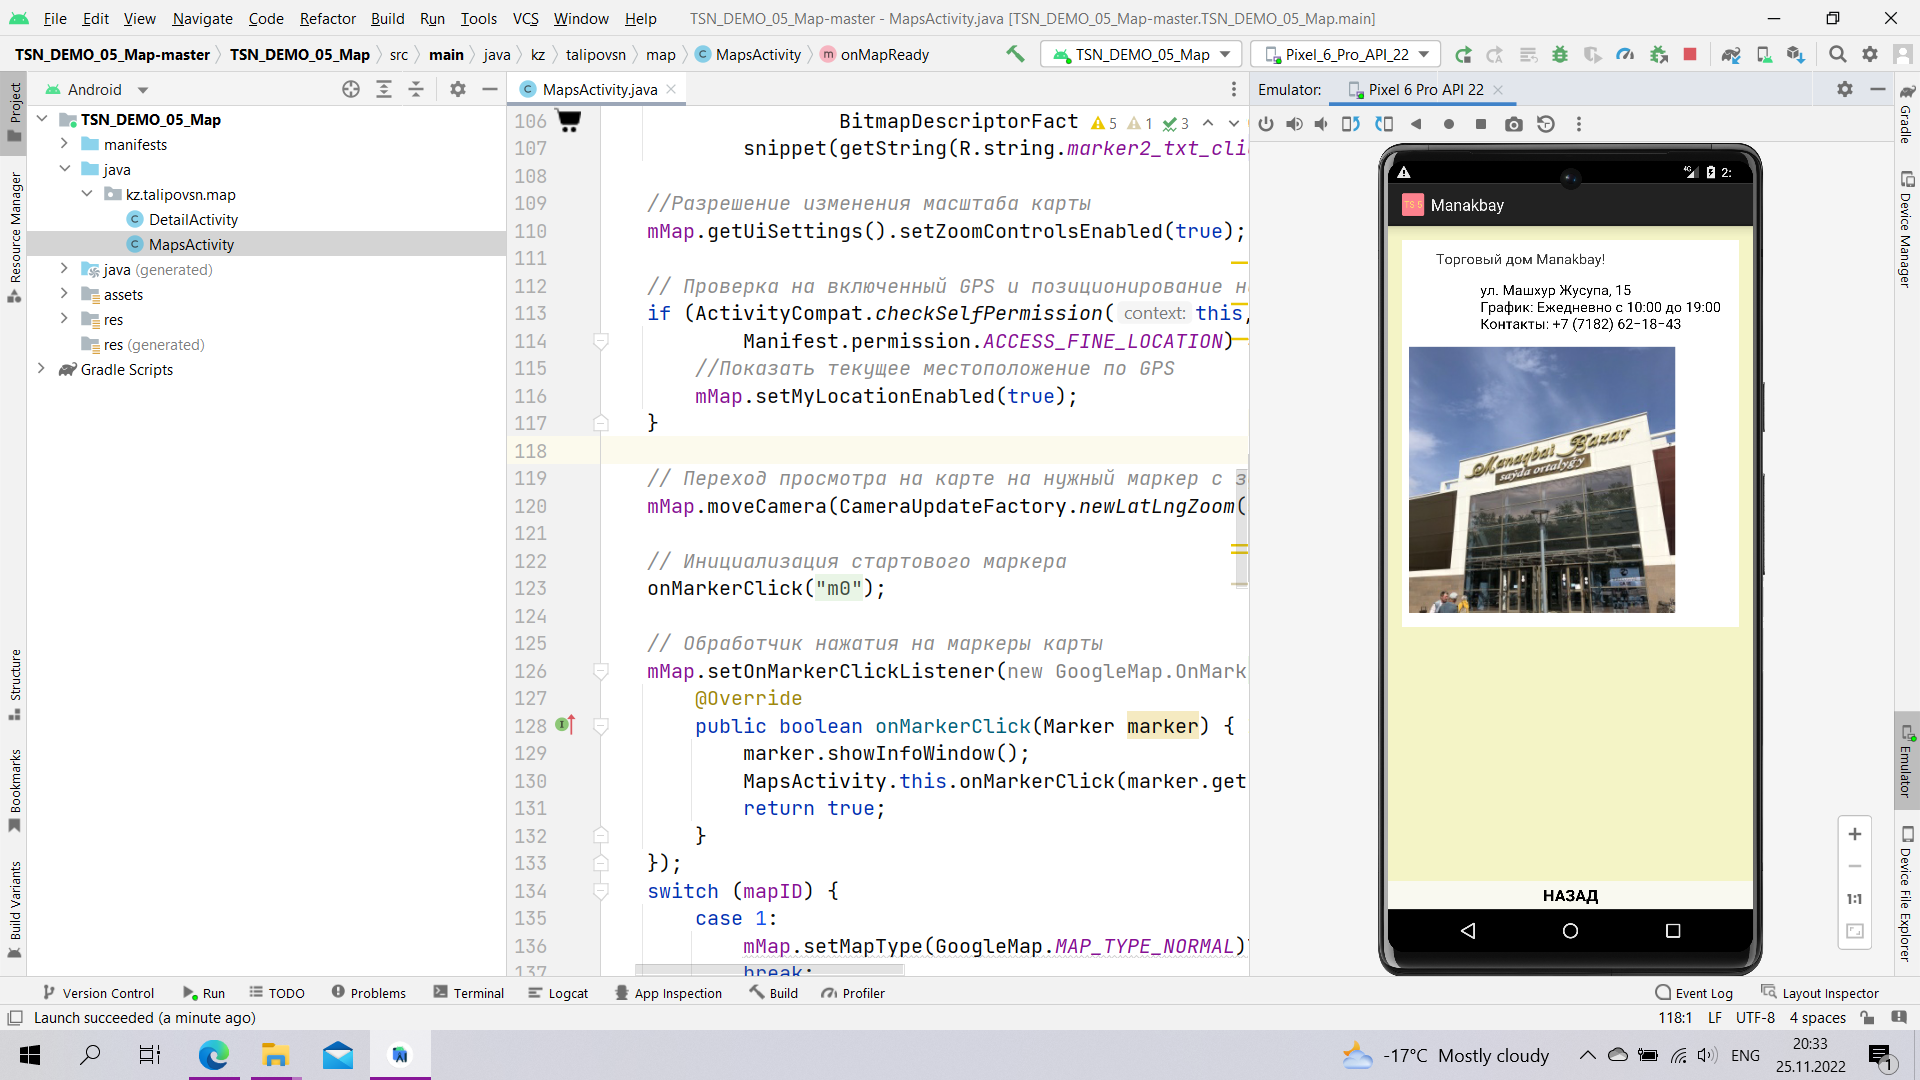 File Edit View Navigate Code Refactor Build Run Tools VCS Window Help TSN_DEMO_05_Map-master - MapsActivity.java [TSN_DEMO_05_Map-master.TSN_DEMO_05_Map.main]
TSN_DEMO_05_Map-master TSN_DEMO_05_Map src main java kz talipovsn map MapsActivity onMapReady TSN_DEMO_05_Map Pixel_6_Pro_API_22
Project
Resource Manager
Structure
Bookmarks
Build Variants
Android
TSN_DEMO_05_Map
manifests
java
kz.talipovsn.map
DetailActivity
MapsActivity
java (generated)
assets
res
res (generated)
Gradle Scripts
MapsActivity.java
5 1 3
106 BitmapDescriptorFact
107 snippet(getString(R.string.marker2_txt_cli
108
109 //Разрешение изменения масштаба карты
110 mMap.getUiSettings().setZoomControlsEnabled(true);
111
112 // Проверка на включенный GPS и позиционирование н
113 if (ActivityCompat.checkSelfPermission( context: this,
114 Manifest.permission.ACCESS_FINE_LOCATION)
115 //Показать текущее местоположение по GPS
116 mMap.setMyLocationEnabled(true);
117 }
118
119 // Переход просмотра на карте на нужный маркер с з
120 mMap.moveCamera(CameraUpdateFactory.newLatLngZoom(
121
122 // Инициализация стартового маркера
123 onMarkerClick("m0");
124
125 // Обработчик нажатия на маркеры карты
126 mMap.setOnMarkerClickListener(new GoogleMap.OnMark
127 @Override
128 public boolean onMarkerClick(Marker marker) {
129 marker.showInfoWindow();
130 MapsActivity.this.onMarkerClick(marker.get
131 return true;
132 }
133 });
134 switch (mapID) {
135 case 1:
136 mMap.setMapType(GoogleMap.MAP_TYPE_NORMAL)
137 break;
Emulator: Pixel 6 Pro API 22
4G 2:
TS 5 Manakbay
Торговый дом Manakbay!
ул. Машхур Жусупа, 15
График: Ежедневно с 10:00 до 19:00
Контакты: +7 (7182) 62-18-43
Manaqbai Bazar
sayda ortalygy
НАЗАД
1:1
Gradle
Device Manager
Emulator
Device File Explorer
Version Control Run TODO Problems Terminal Logcat App Inspection Build Profiler Event Log Layout Inspector
Launch succeeded (a minute ago) 118:1 LF UTF-8 4 spaces
-17°C Mostly cloudy ENG 20:33
25.11.2022 1